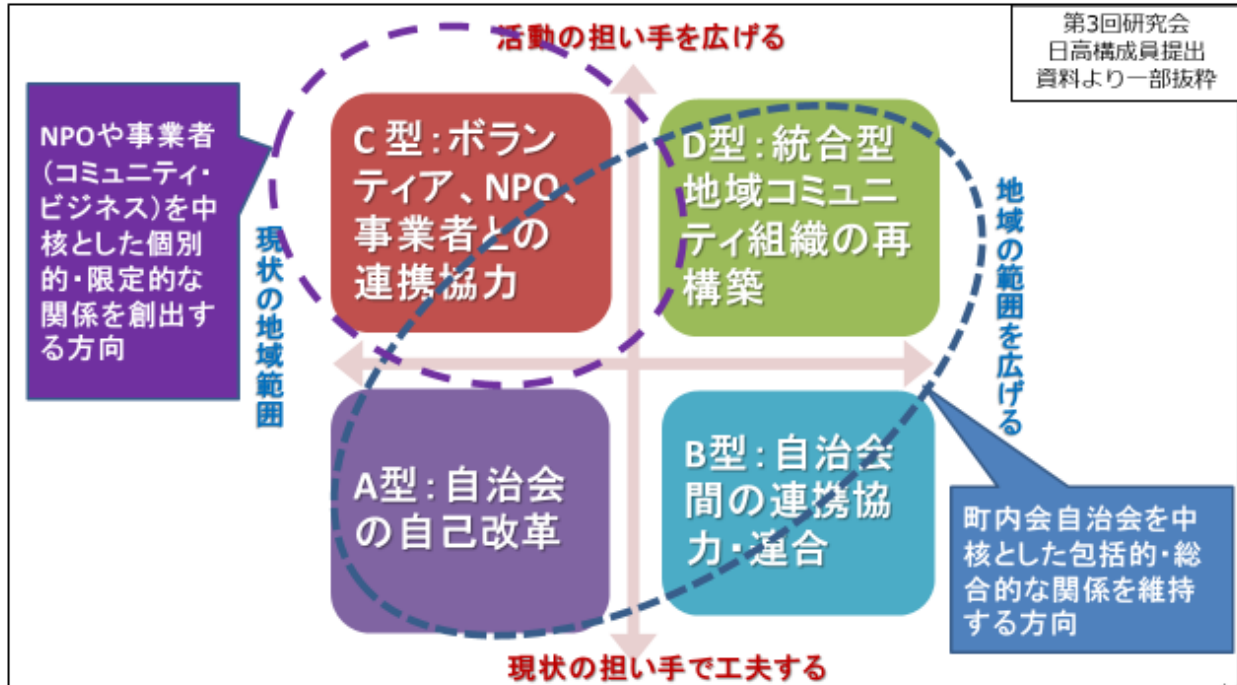 活動の担い手を広げる
第3回研究会
日高構成員提出
資料より一部抜粋
NPOや事業者
(コミュニティ・
ビジネス)を中
核とした個別
的・限定的な
関係を創出す
る方向
現状の地域範囲
C 型:ボラン
ティア、NPO、
事業者との
連携協力
D型:統合型
地域コミュニ
ティ組織の再
構築
地域の範囲を広げる
A型:自治会
の自己改革
B型:自治会
間の連携協
力・連合
町内会自治会を中
核とした包括的・総
合的な関係を維持
する方向
現状の担い手で工夫する